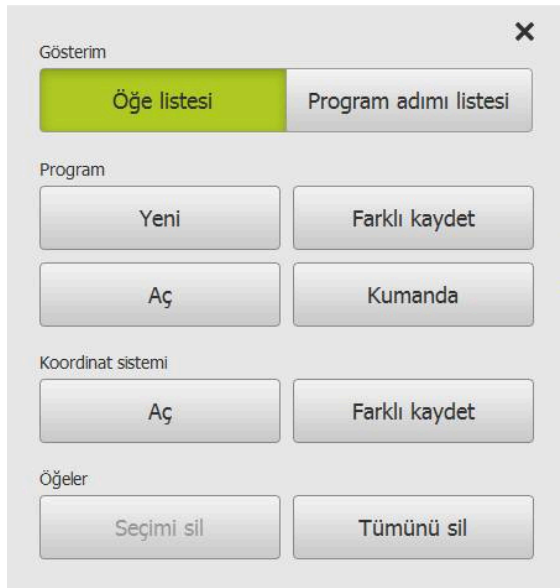 Gösterim
Öğe listesi Program adımı listesi
Program
Yeni Farklı kaydet
Aç Kumanda
Koordinat sistemi
Aç Farklı kaydet
Öğeler
Seçimi sil Tümünü sil